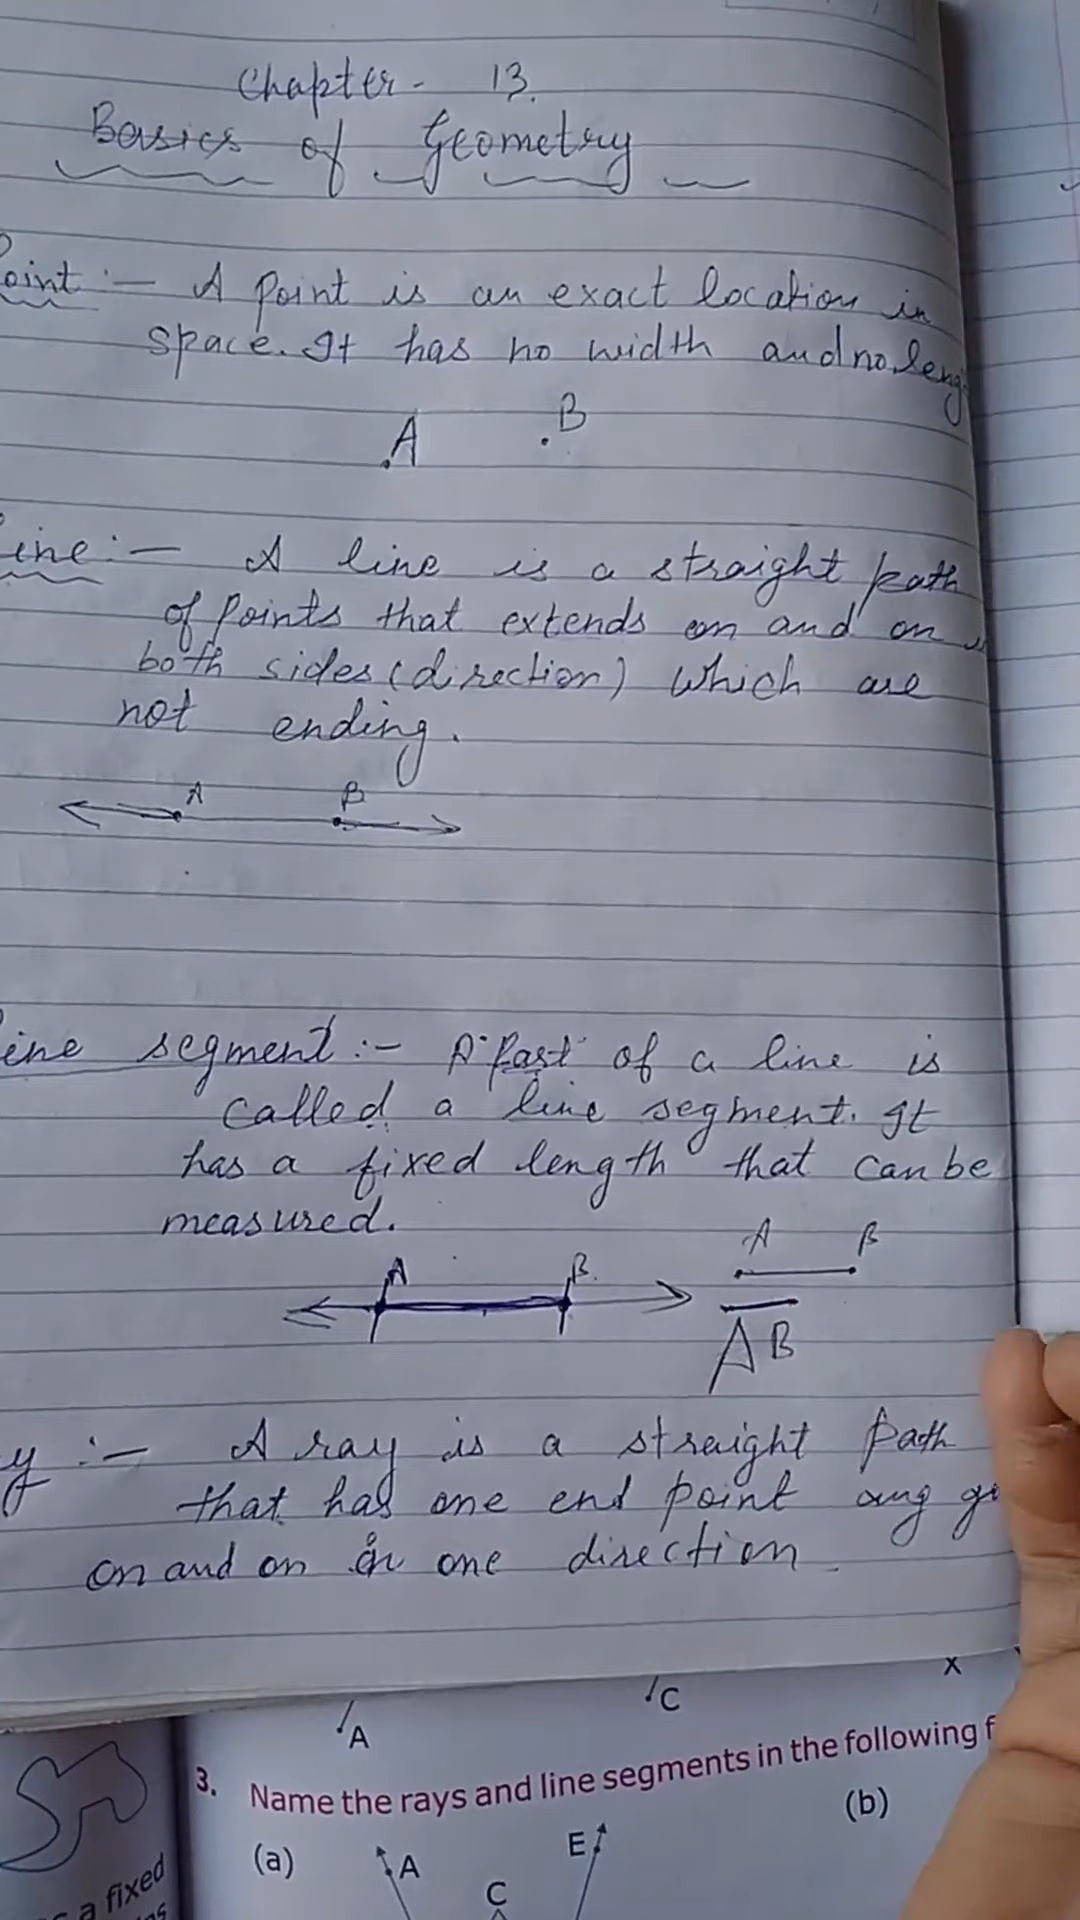 Chapter - 13.
Basics of Geometry
oint :- A point is an exact location in
space. It has no width and no leng
.A .B
ine :- A line is a straight path
of points that extends on and on
both sides (direction) which are
not ending.
A B
ine segment :- A part of a line is
called a line segment. It
has a fixed length that can be
measured.
A B
A B
AB
y :- A ray is a straight path
that has one end point ang go
on and on in one direction
A C x
3. Name the rays and line segments in the following f
(a) A C E (b)
a fixed